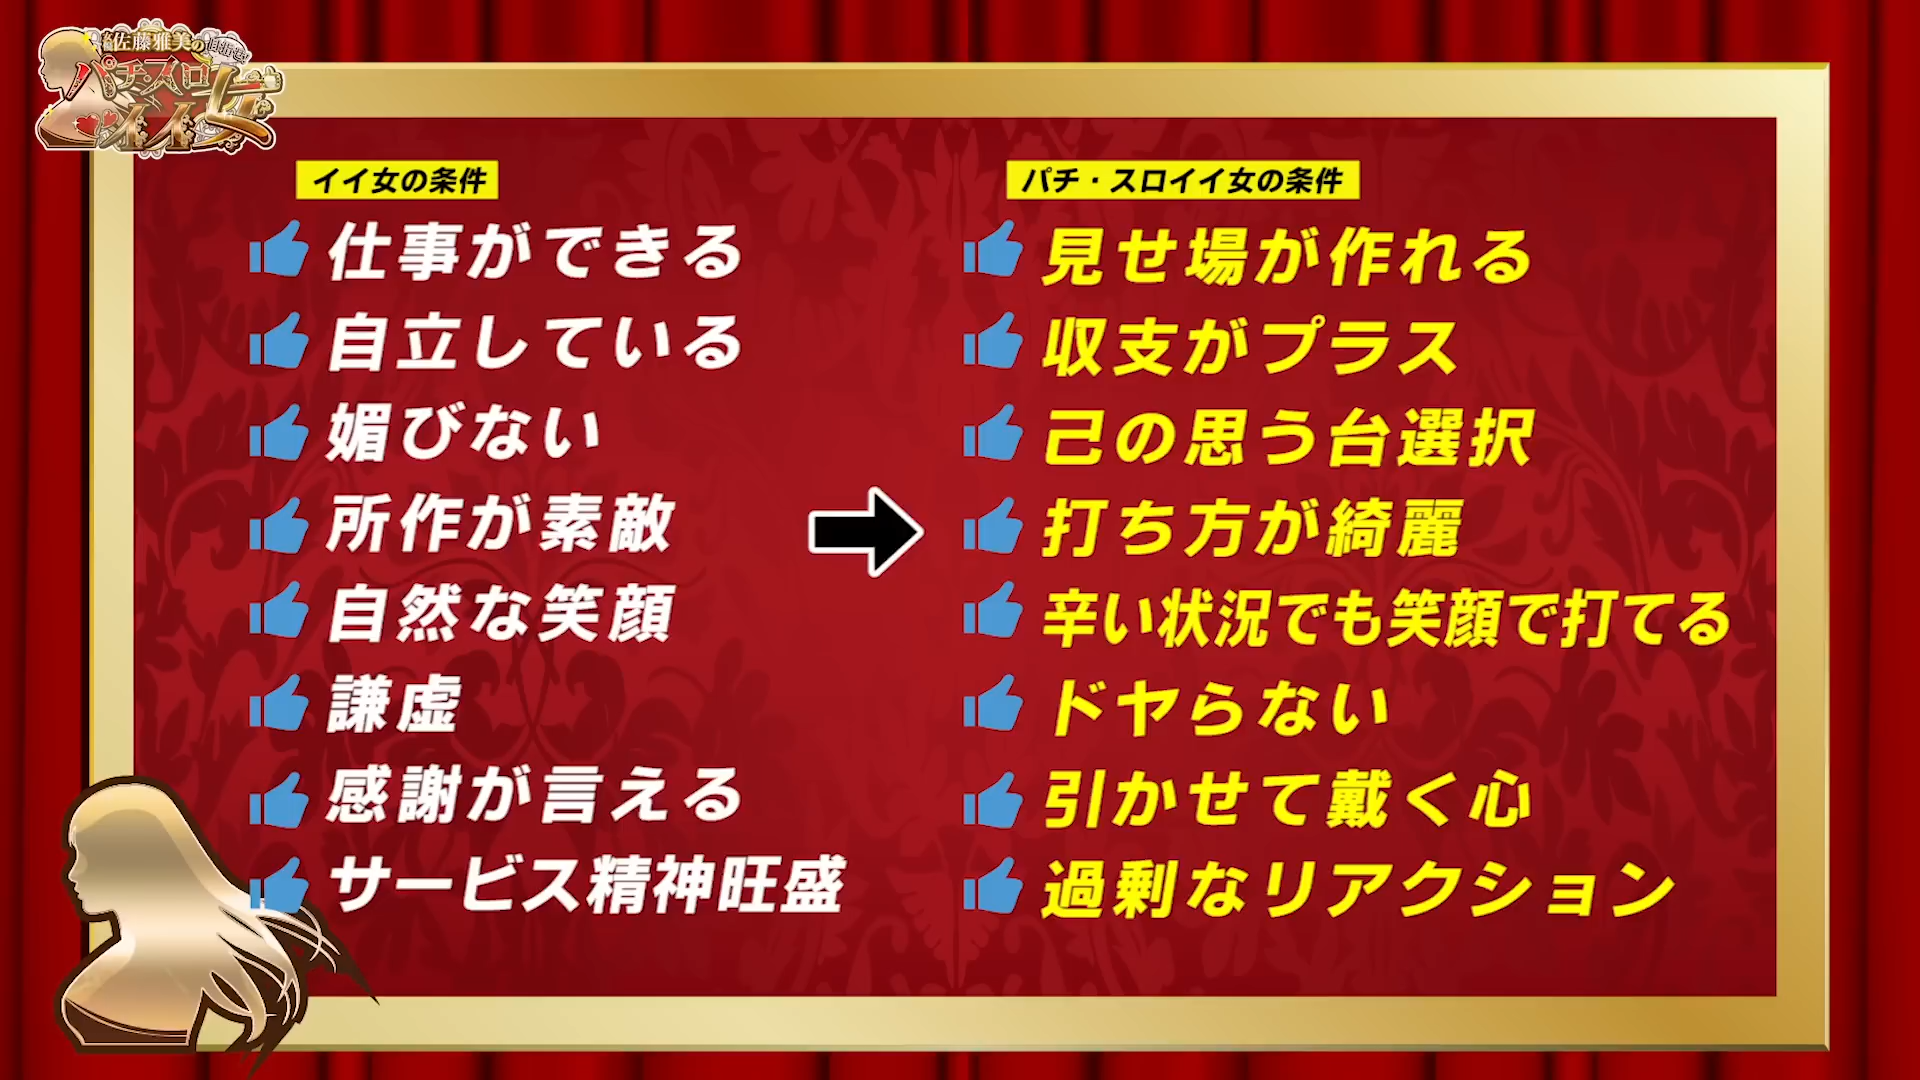 佐藤雅美の
目指せ!
パチ・スロ
イイ女
イイ女の条件
仕事ができる
自立している
媚びない
所作が素敵
自然な笑顔
謙虚
感謝が言える
サービス精神旺盛
パチ・スロイイ女の条件
見せ場が作れる
収支がプラス
己の思う台選択
打ち方が綺麗
辛い状況でも笑顔で打てる
ドヤらない
引かせて戴く心
過剰なリアクション